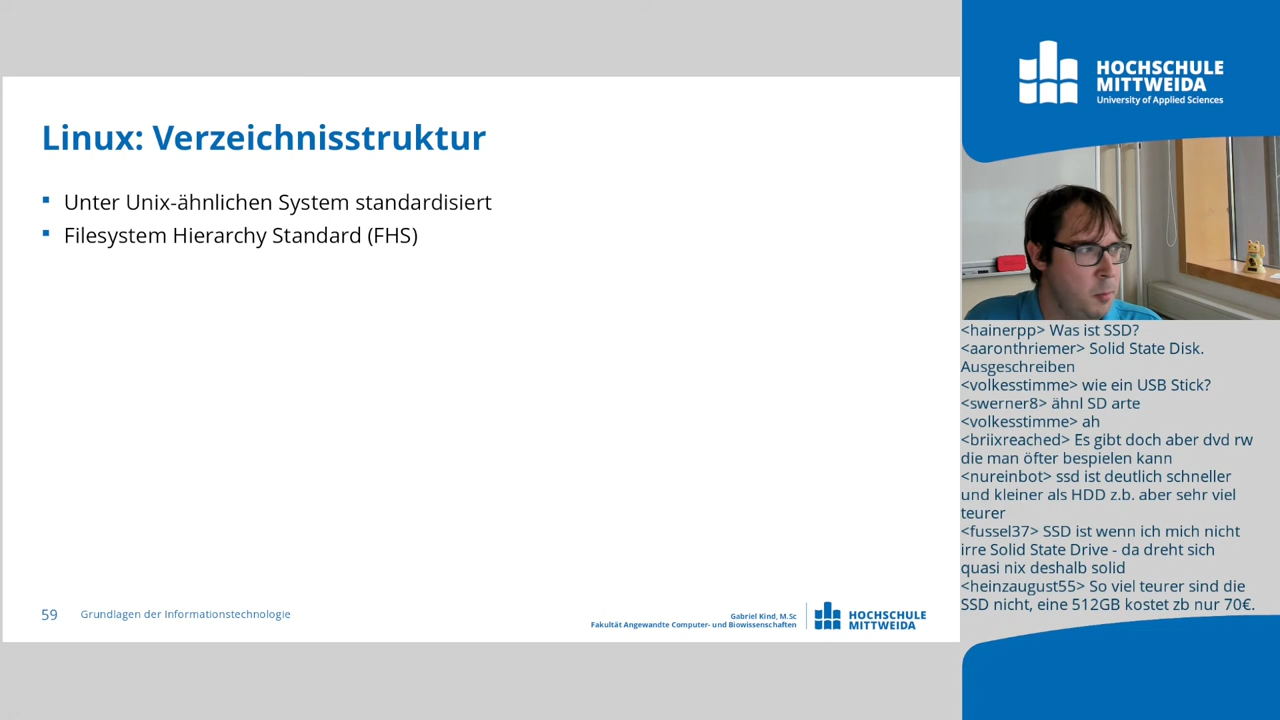 Linux: Verzeichnisstruktur
Unter Unix-ähnlichen System standardisiert
Filesystem Hierarchy Standard (FHS)
59
Grundlagen der Informationstechnologie
Gabriel Kind, M.Sc
Fakultät Angewandte Computer- und Biowissenschaften
HOCHSCHULE
MITTWEIDA
HOCHSCHULE
MITTWEIDA
University of Applied Sciences
<hainerpp> Was ist SSD?
<aaronthriemer> Solid State Disk.
Ausgeschreiben
<volkesstimme> wie ein USB Stick?
<swerner8> ähnl SD arte
<volkesstimme> ah
<briixreached> Es gibt doch aber dvd rw
die man öfter bespielen kann
<nureinbot> ssd ist deutlich schneller
und kleiner als HDD z.b. aber sehr viel
teurer
<fussel37> SSD ist wenn ich mich nicht
irre Solid State Drive - da dreht sich
quasi nix deshalb solid
<heinzaugust55> So viel teurer sind die
SSD nicht, eine 512GB kostet zb nur 70€.